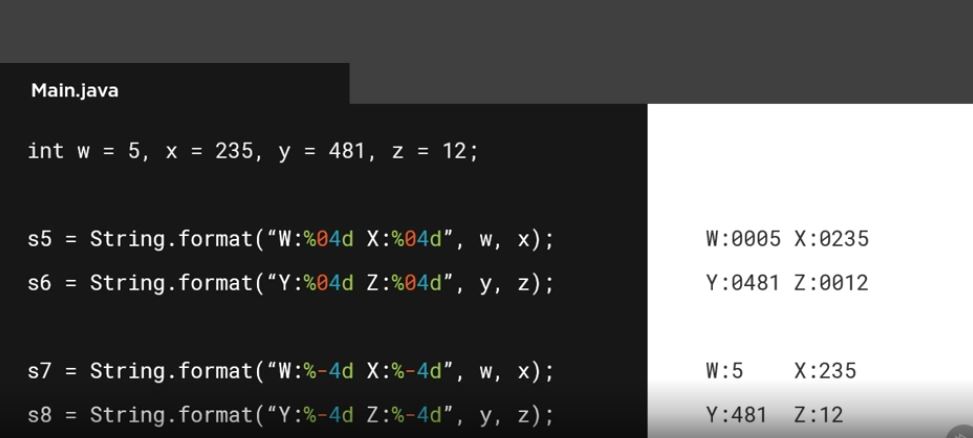 Main.java
int w = 5, x = 235, y = 481, z = 12;
s5 = String.format(“W:%04d X:%04d”, w, x);
W:0005 X:0235
s6 = String.format(“Y:%04d Z:%04d”, y, z);
Y:0481 Z:0012
s7 = String.format(“W:%-4d X:%-4d”, w, x);
W:5    X:235
s8 = String.format(“Y:%-4d Z:%-4d”, y, z);
Y:481  Z:12